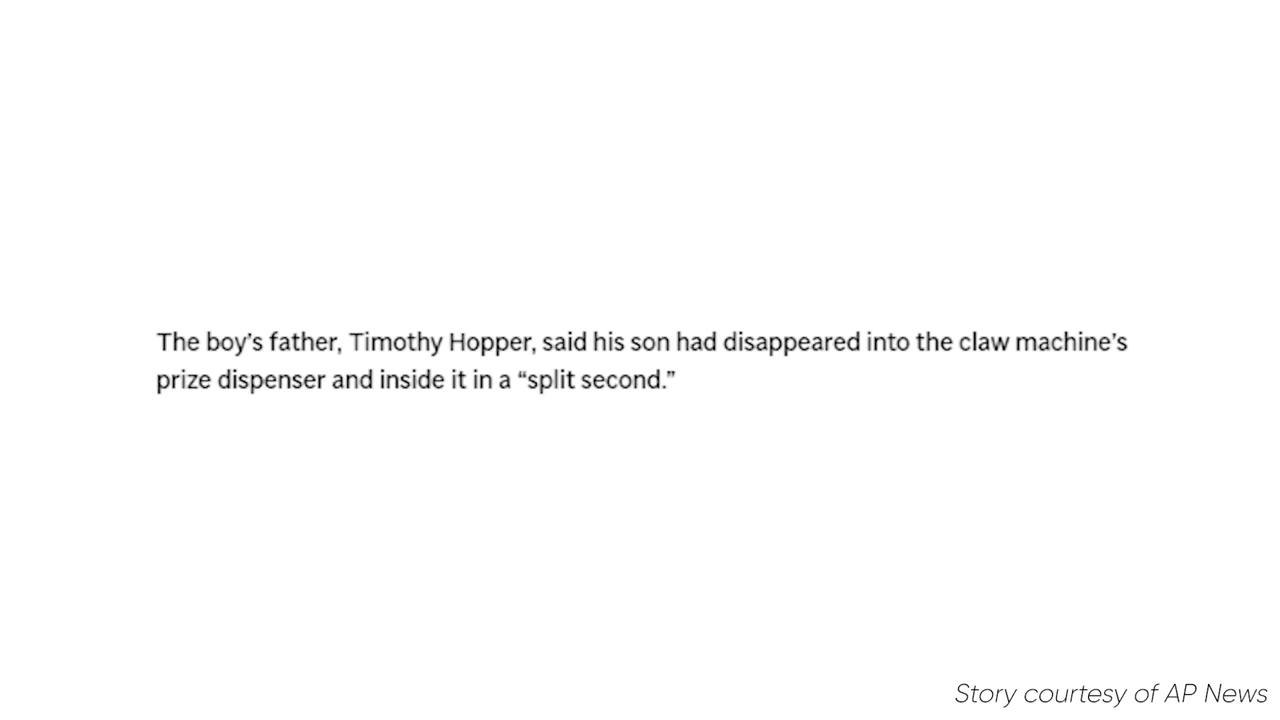 The boy’s father, Timothy Hopper, said his son had disappeared into the claw machine’s
prize dispenser and inside it in a “split second.”
Story courtesy of AP News